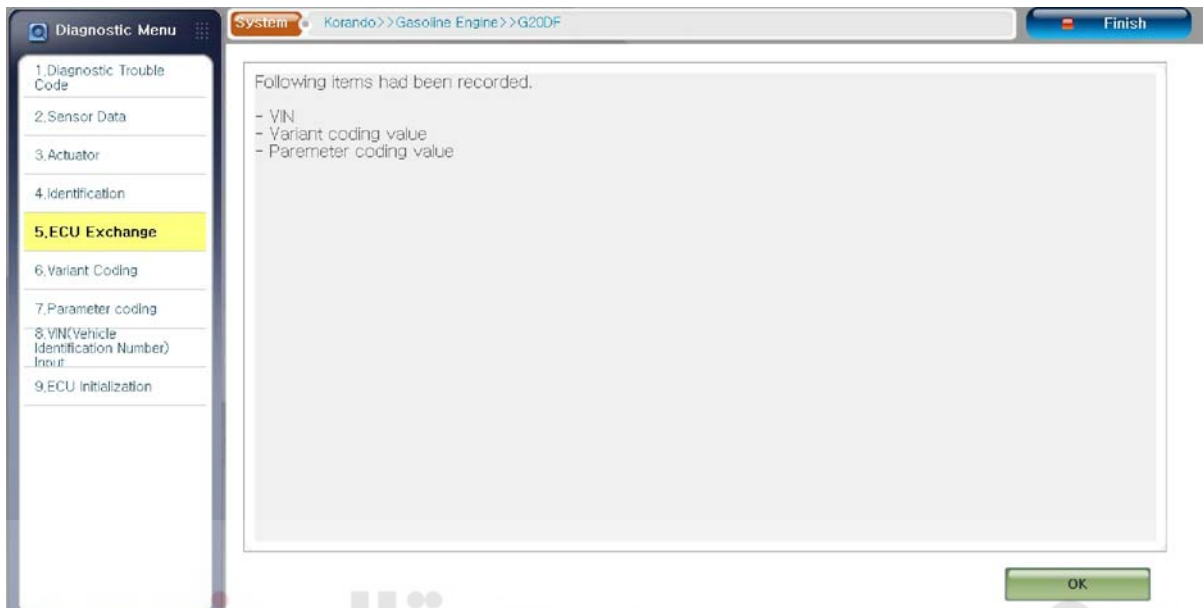 Diagnostic Menu
System
Korando>>Gasoline Engine>>G20DF
Finish
1.Diagnostic Trouble
Code
2.Sensor Data
3.Actuator
4.Identification
5.ECU Exchange
6.Variant Coding
7.Parameter coding
8.VIN(Vehicle
Identification Number)
Input
9.ECU Initialization
Following items had been recorded.
- VIN
- Variant coding value
- Paremeter coding value
OK